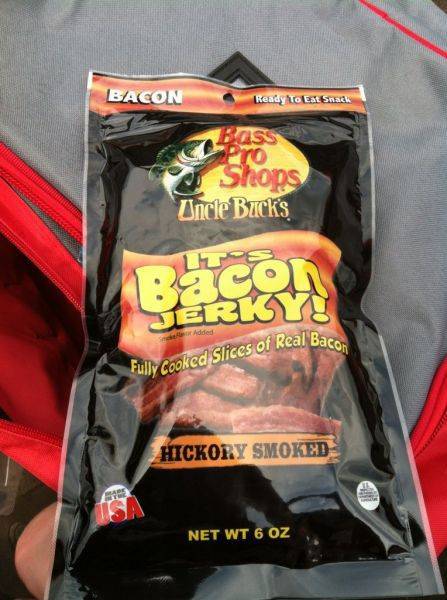 BACON
Ready To Eat Snack
Bass
Pro
Shops
Uncle Buck's
IT'S
Bacon
JERKY!
Smoke Flavor Added
Fully Cooked Slices of Real Bacon
HICKORY SMOKED
MADE
IN THE
USA
NET WT 6 OZ